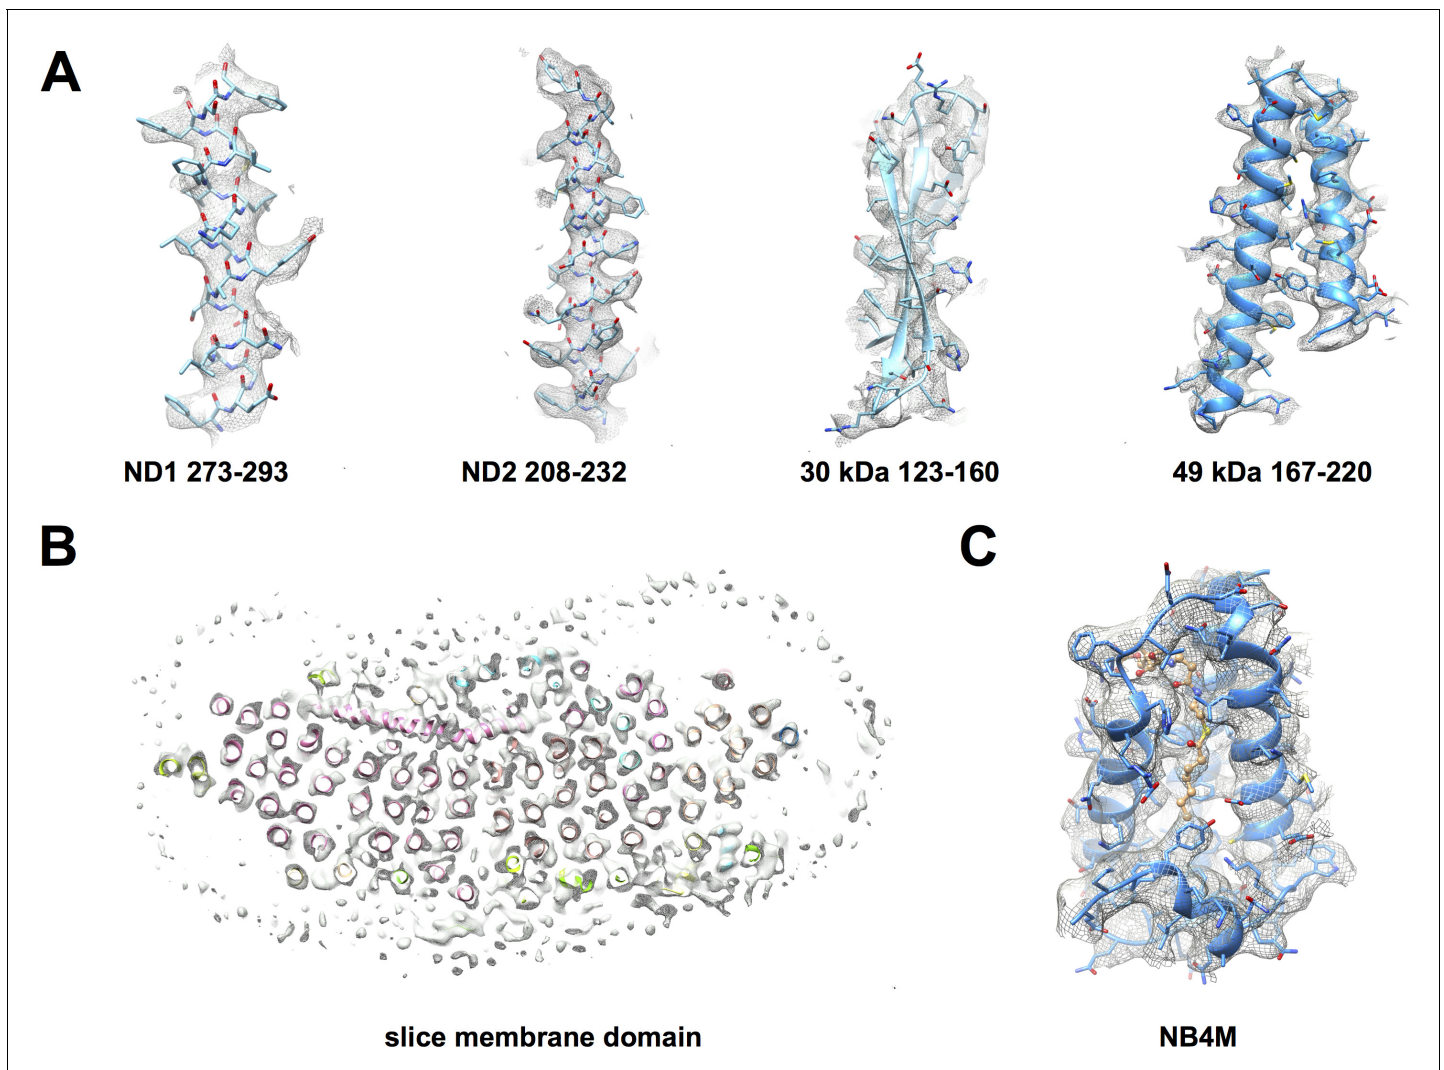 A
ND1 273-293
ND2 208-232
30 kDa 123-160
49 kDa 167-220
B
C
slice membrane domain
NB4M